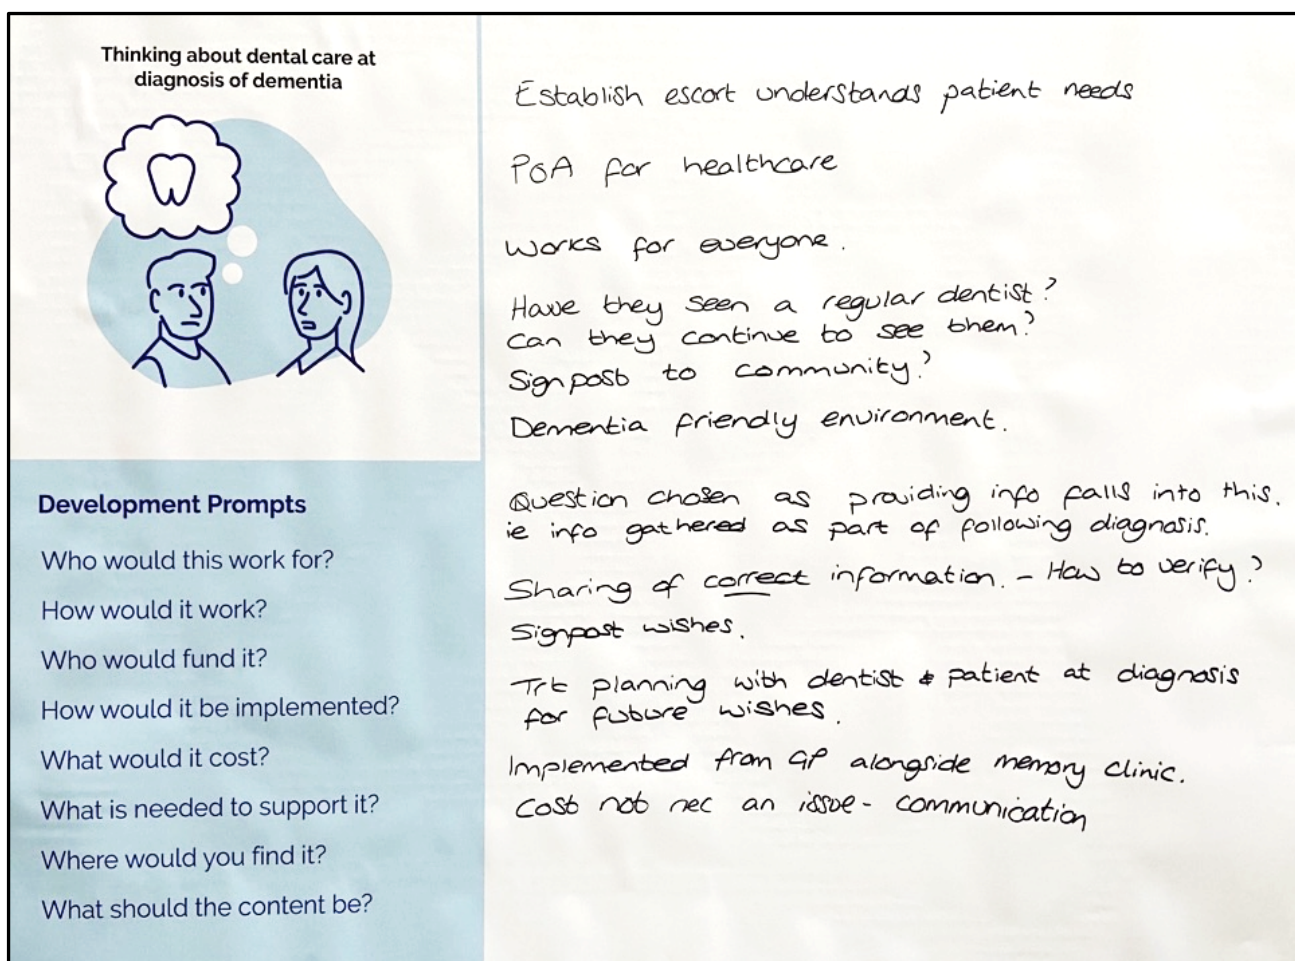 Thinking about dental care at
diagnosis of dementia
Development Prompts
Who would this work for?
How would it work?
Who would fund it?
How would it be implemented?
What would it cost?
What is needed to support it?
Where would you find it?
What should the content be?
Establish escort understands patient needs
PoA for healthcare
Works for everyone.
Have they seen a regular dentist?
Can they continue to see them?
Signpost to community?
Dementia friendly environment.
Question chosen as providing info falls into this.
ie info gathered as part of following diagnosis.
Sharing of correct information. - How to verify?
Signpost wishes.
Trt planning with dentist & patient at diagnosis
for future wishes.
Implemented from GP alongside memory clinic.
Cost not nec an issue - communication